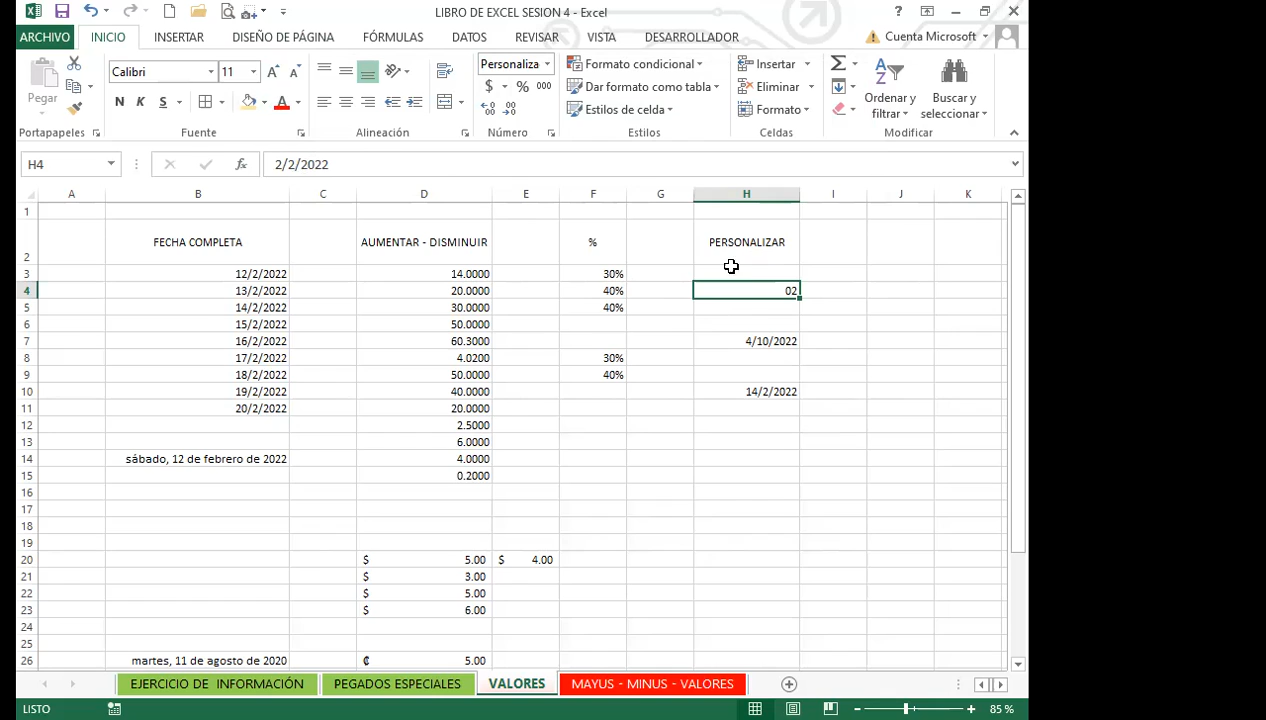 LIBRO DE EXCEL SESION 4 - Excel
ARCHIVO INICIO INSERTAR DISEÑO DE PÁGINA FÓRMULAS DATOS REVISAR VISTA DESARROLLADOR Cuenta Microsoft
Pegar
Calibri 11
N K S
Personaliza
$ % 000
Formato condicional
Dar formato como tabla
Estilos de celda
Insertar
Eliminar
Formato
Ordenar y filtrar
Buscar y seleccionar
Portapapeles Fuente Alineación Número Estilos Celdas Modificar
H4 fx 2/2/2022
A B C D E F G H I J K
1
2 FECHA COMPLETA AUMENTAR - DISMINUIR % PERSONALIZAR
3 12/2/2022 14.0000 30%
4 13/2/2022 20.0000 40% 02
5 14/2/2022 30.0000 40%
6 15/2/2022 50.0000
7 16/2/2022 60.3000 4/10/2022
8 17/2/2022 4.0200 30%
9 18/2/2022 50.0000 40%
10 19/2/2022 40.0000 14/2/2022
11 20/2/2022 20.0000
12 2.5000
13 6.0000
14 sábado, 12 de febrero de 2022 4.0000
15 0.2000
16
17
18
19
20 $ 5.00 $ 4.00
21 $ 3.00
22 $ 5.00
23 $ 6.00
24
25
26 martes, 11 de agosto de 2020 ₡ 5.00
EJERCICIO DE INFORMACIÓN PEGADOS ESPECIALES VALORES MAYUS - MINUS - VALORES
LISTO 85 %